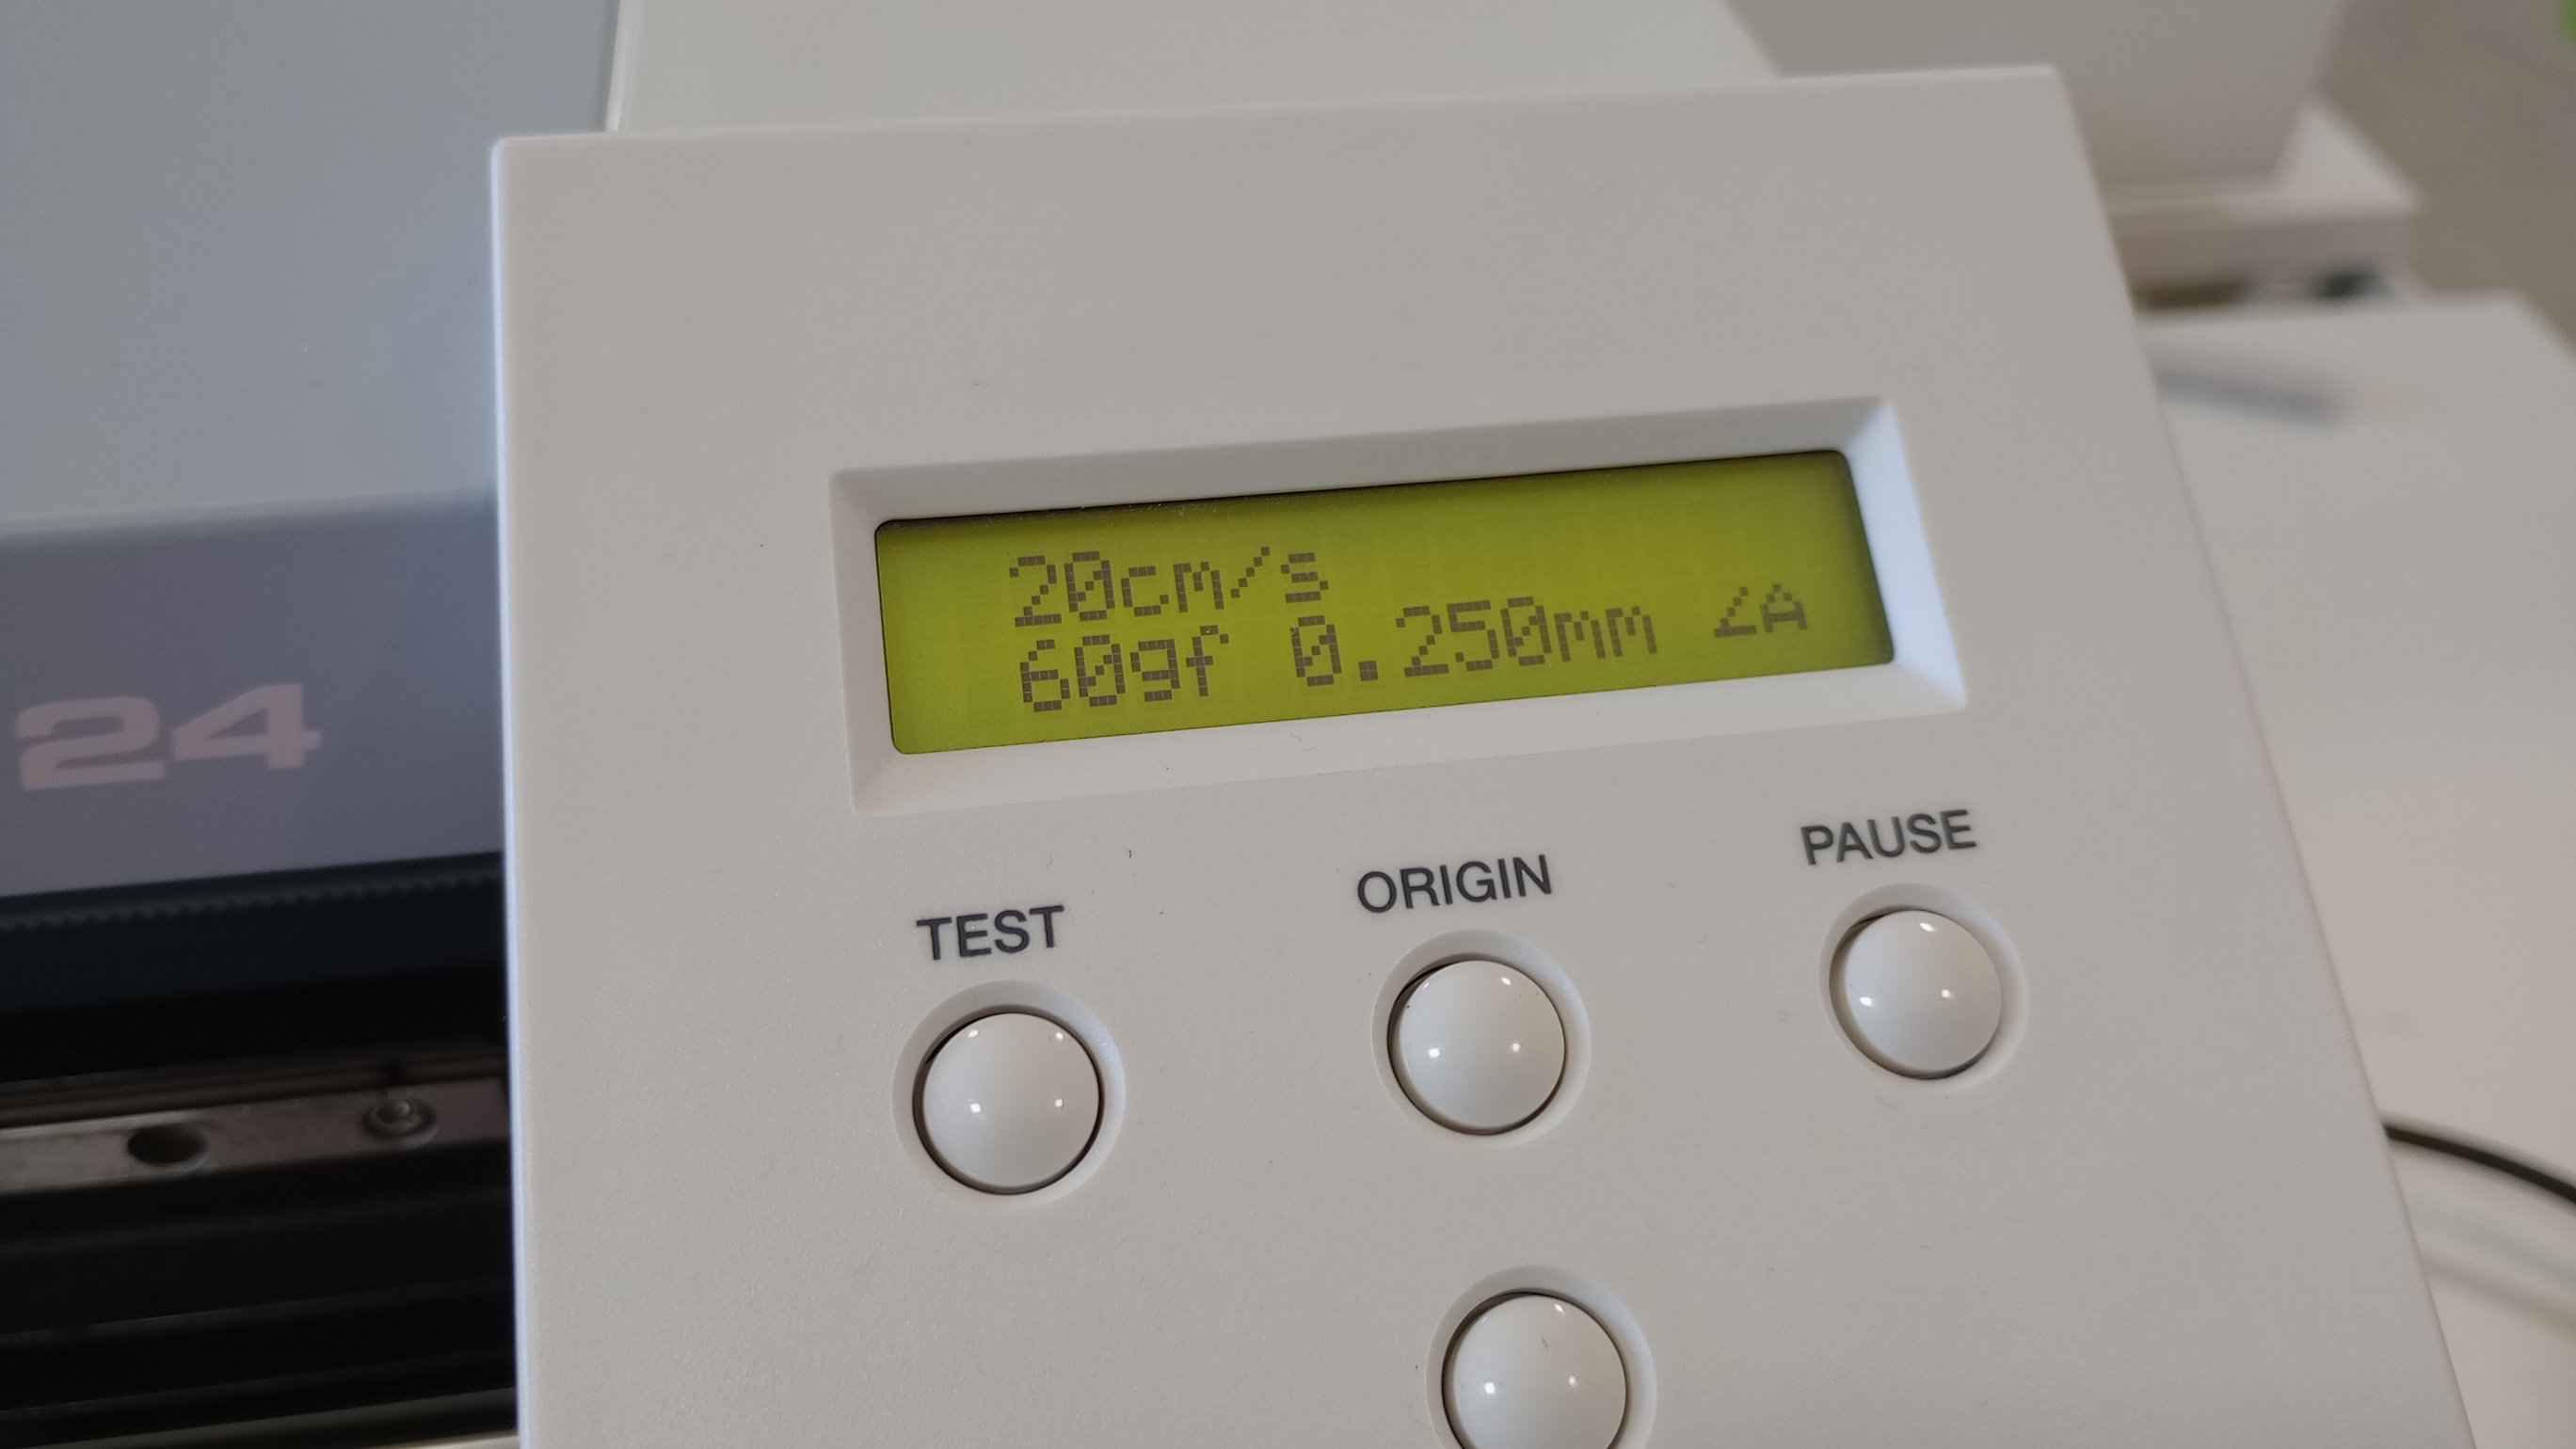 20cm/s
60gf 0.250mm ∠A
24
PAUSE
ORIGIN
TEST